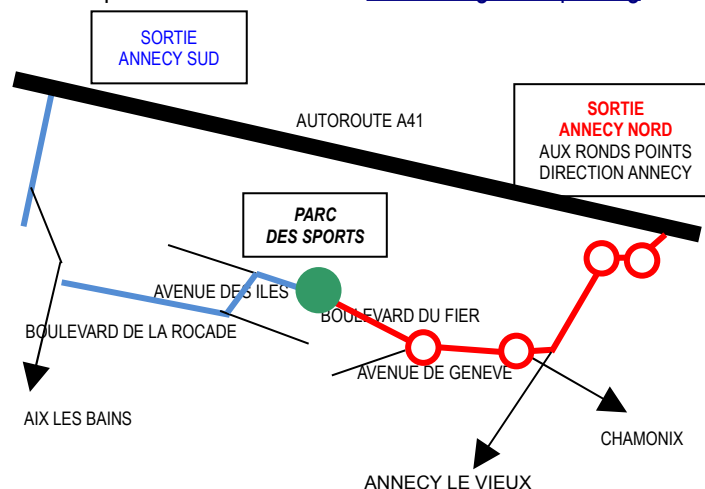 SORTIE
ANNECY SUD
SORTIE
ANNECY NORD
AUX RONDS POINTS
DIRECTION ANNECY
AUTOROUTE A41
PARC
DES SPORTS
AVENUE DES ILES
BOULEVARD DU FIER
BOULEVARD DE LA ROCADE
AVENUE DE GENEVE
AIX LES BAINS
CHAMONIX
ANNECY LE VIEUX